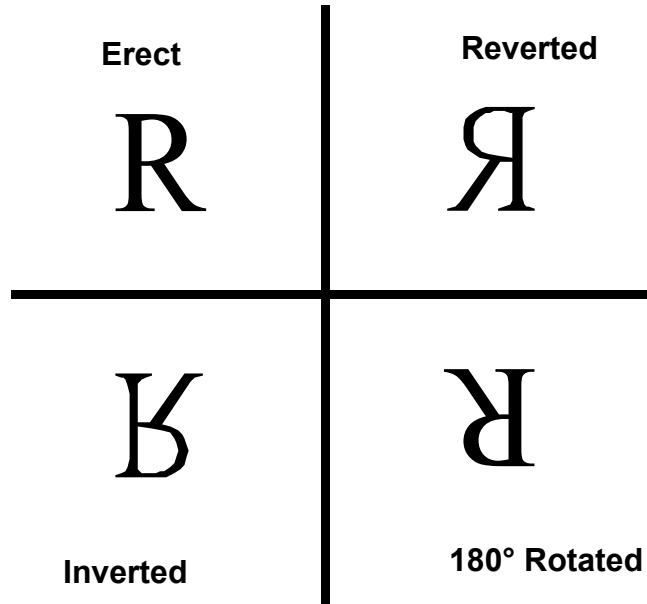 Erect
Reverted
R
Я
R
R
Inverted
180° Rotated